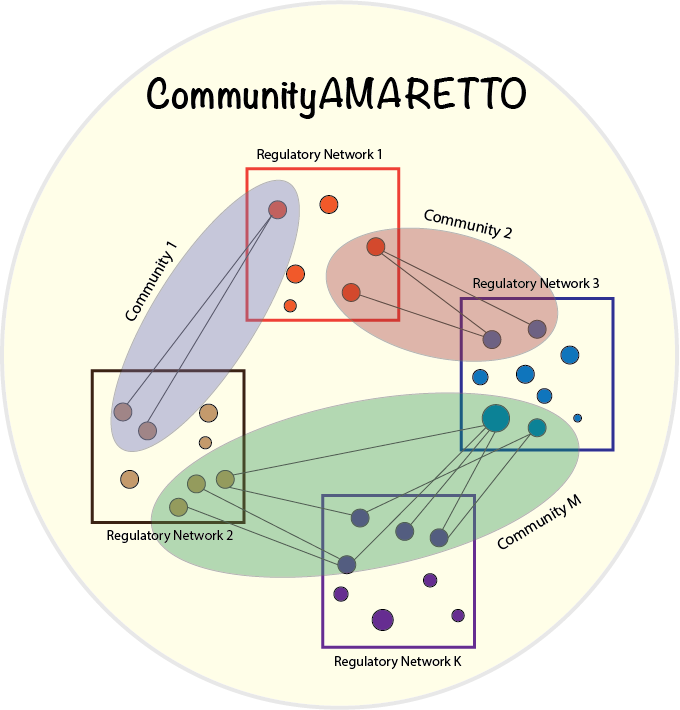 CommunityAMARETTO
Regulatory Network 1
Community 1
Community 2
Regulatory Network 3
Regulatory Network 2
Community M
Regulatory Network K